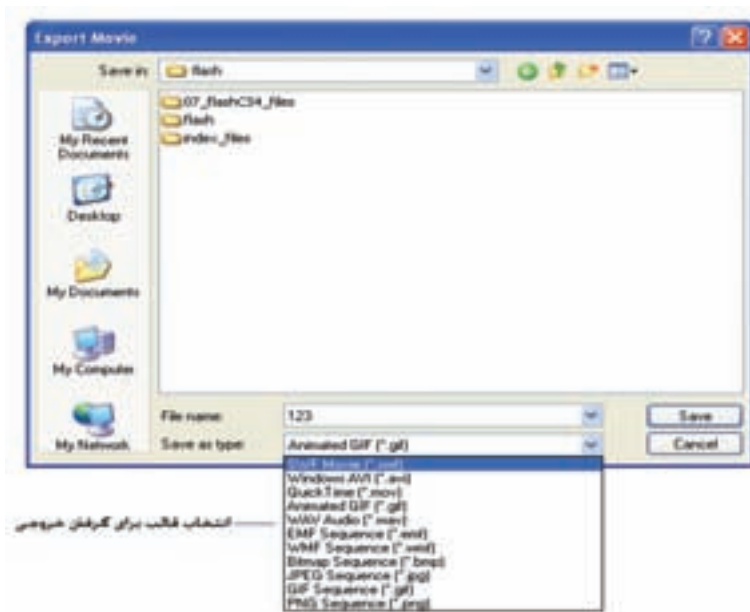 Export Movie
Save in: flash
07_flashCS4_files
flash
index_files
My Recent
Documents
Desktop
My Documents
My Computer
My Network
File name: 123 Save
Save as type: Animated GIF (*.gif) Cancel
SWF Movie (*.swf)
Windows AVI (*.avi)
QuickTime (*.mov)
Animated GIF (*.gif)
WAV Audio (*.wav)
EMF Sequence (*.emf)
WMF Sequence (*.wmf)
Bitmap Sequence (*.bmp)
JPEG Sequence (*.jpg)
GIF Sequence (*.gif)
PNG Sequence (*.png)
انتخاب قالب برای گرفتن خروجی